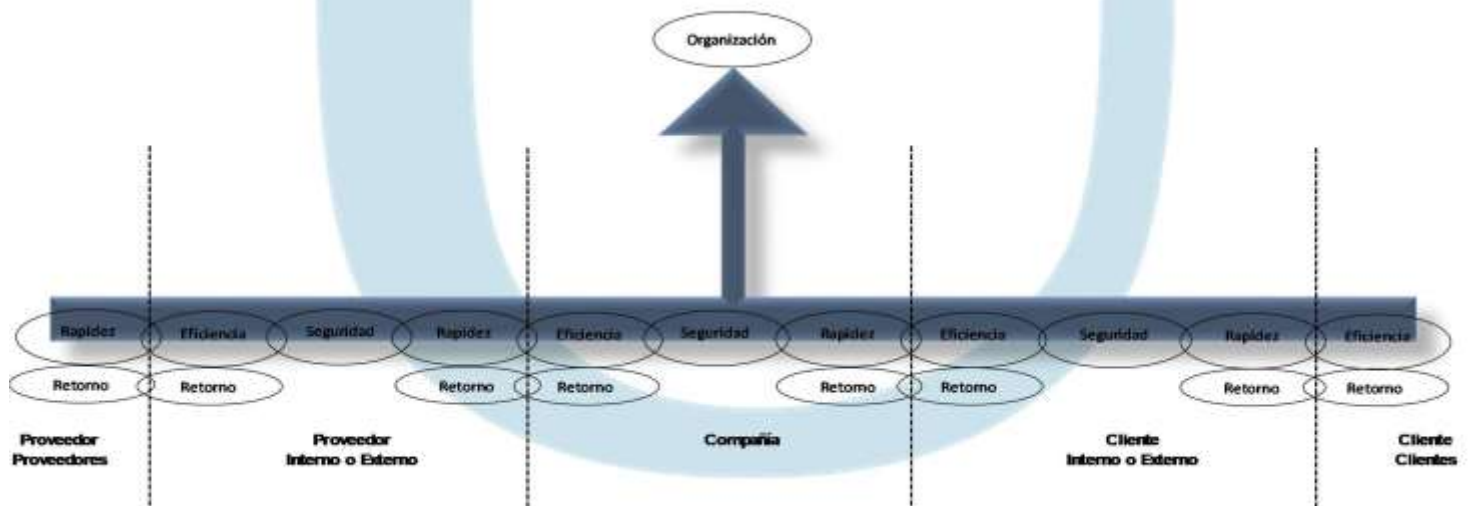 Organización
Rapidez Eficiencia Seguridad Rapidez Eficiencia Seguridad Rapidez Eficiencia Seguridad Rapidez Eficiencia
Retorno Retorno Retorno Retorno Retorno Retorno Retorno Retorno
Proveedor Proveedor Compañía Cliente Cliente
Proveedores Interno o Externo Interno o Externo Clientes